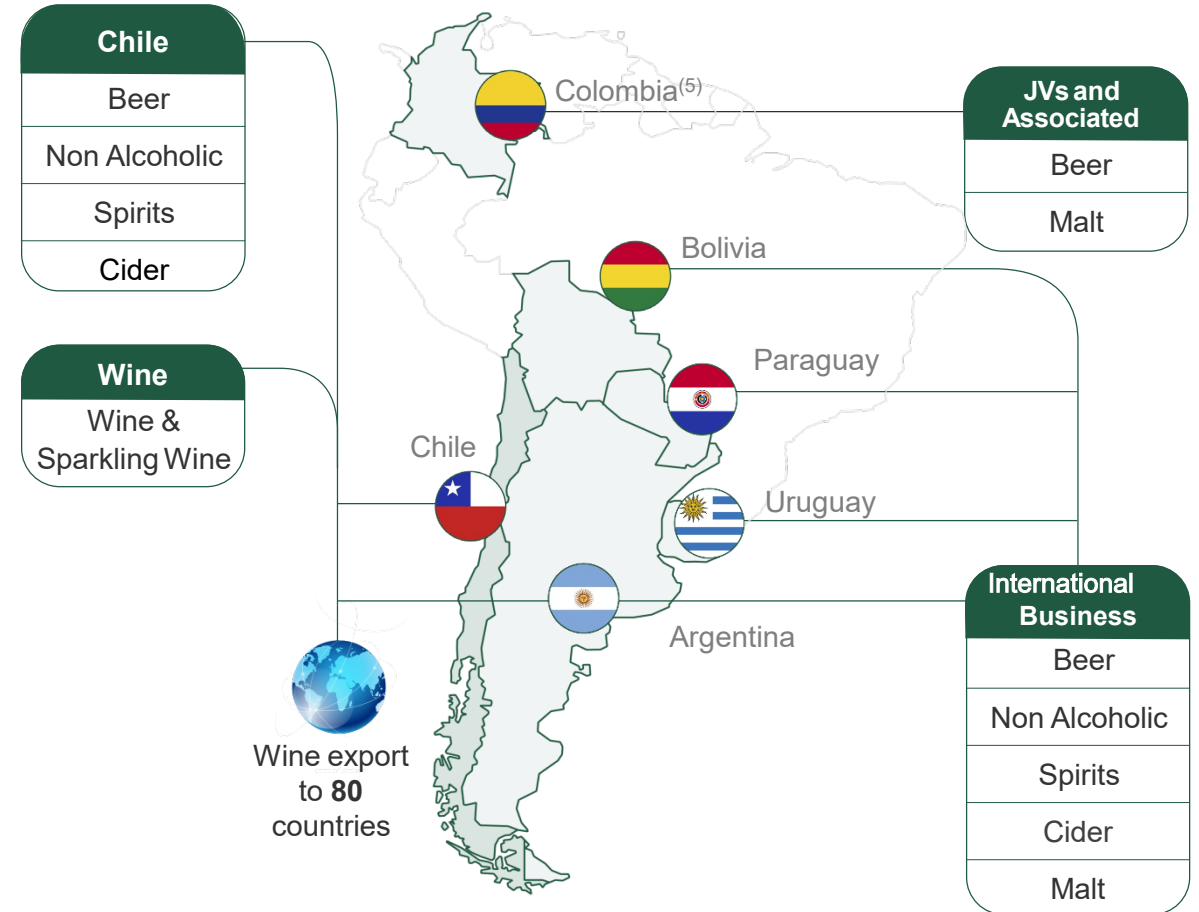 Chile
Beer
Non Alcoholic
Spirits
Cider
Wine
Wine &
Sparkling Wine
Colombia(5)
JVs and
Associated
Beer
Malt
Bolivia
Paraguay
Chile
Uruguay
Argentina
Wine export
to 80
countries
International
Business
Beer
Non Alcoholic
Spirits
Cider
Malt